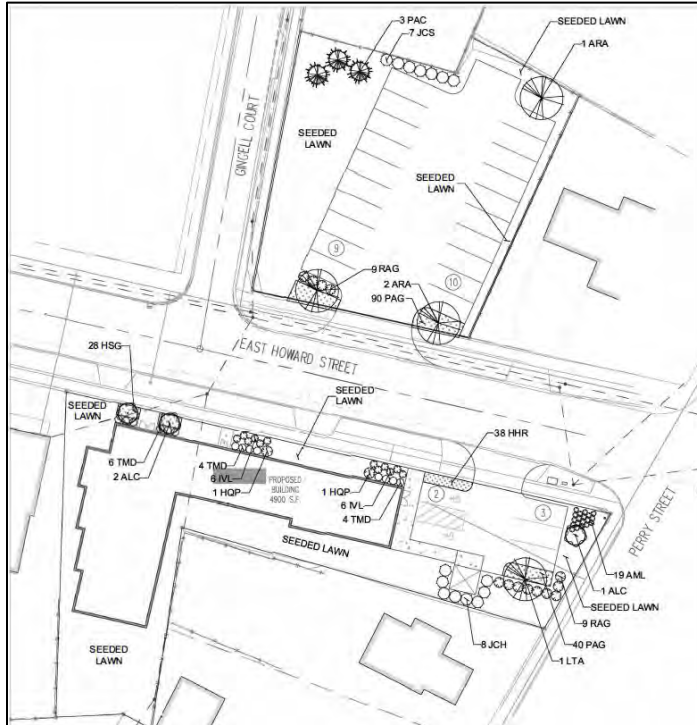 3 PAC
7 JCS
SEEDED LAWN
1 ARA
GINCELL COURT
SEEDED
LAWN
SEEDED
LAWN
9
9 RAG
10
2 ARA
90 PAG
EAST HOWARD STREET
28 HSG
SEEDED
LAWN
SEEDED
LAWN
38 HHR
6 TMD
2 ALC
4 TMD
6 IVL
1 HQP
PROPOSED
BUILDING
4900 S.F.
1 HQP
6 IVL
4 TMD
2
3
PERRY STREET
SEEDED LAWN
19 AML
1 ALC
SEEDED LAWN
9 RAG
40 PAG
1 LTA
8 JCH
SEEDED
LAWN